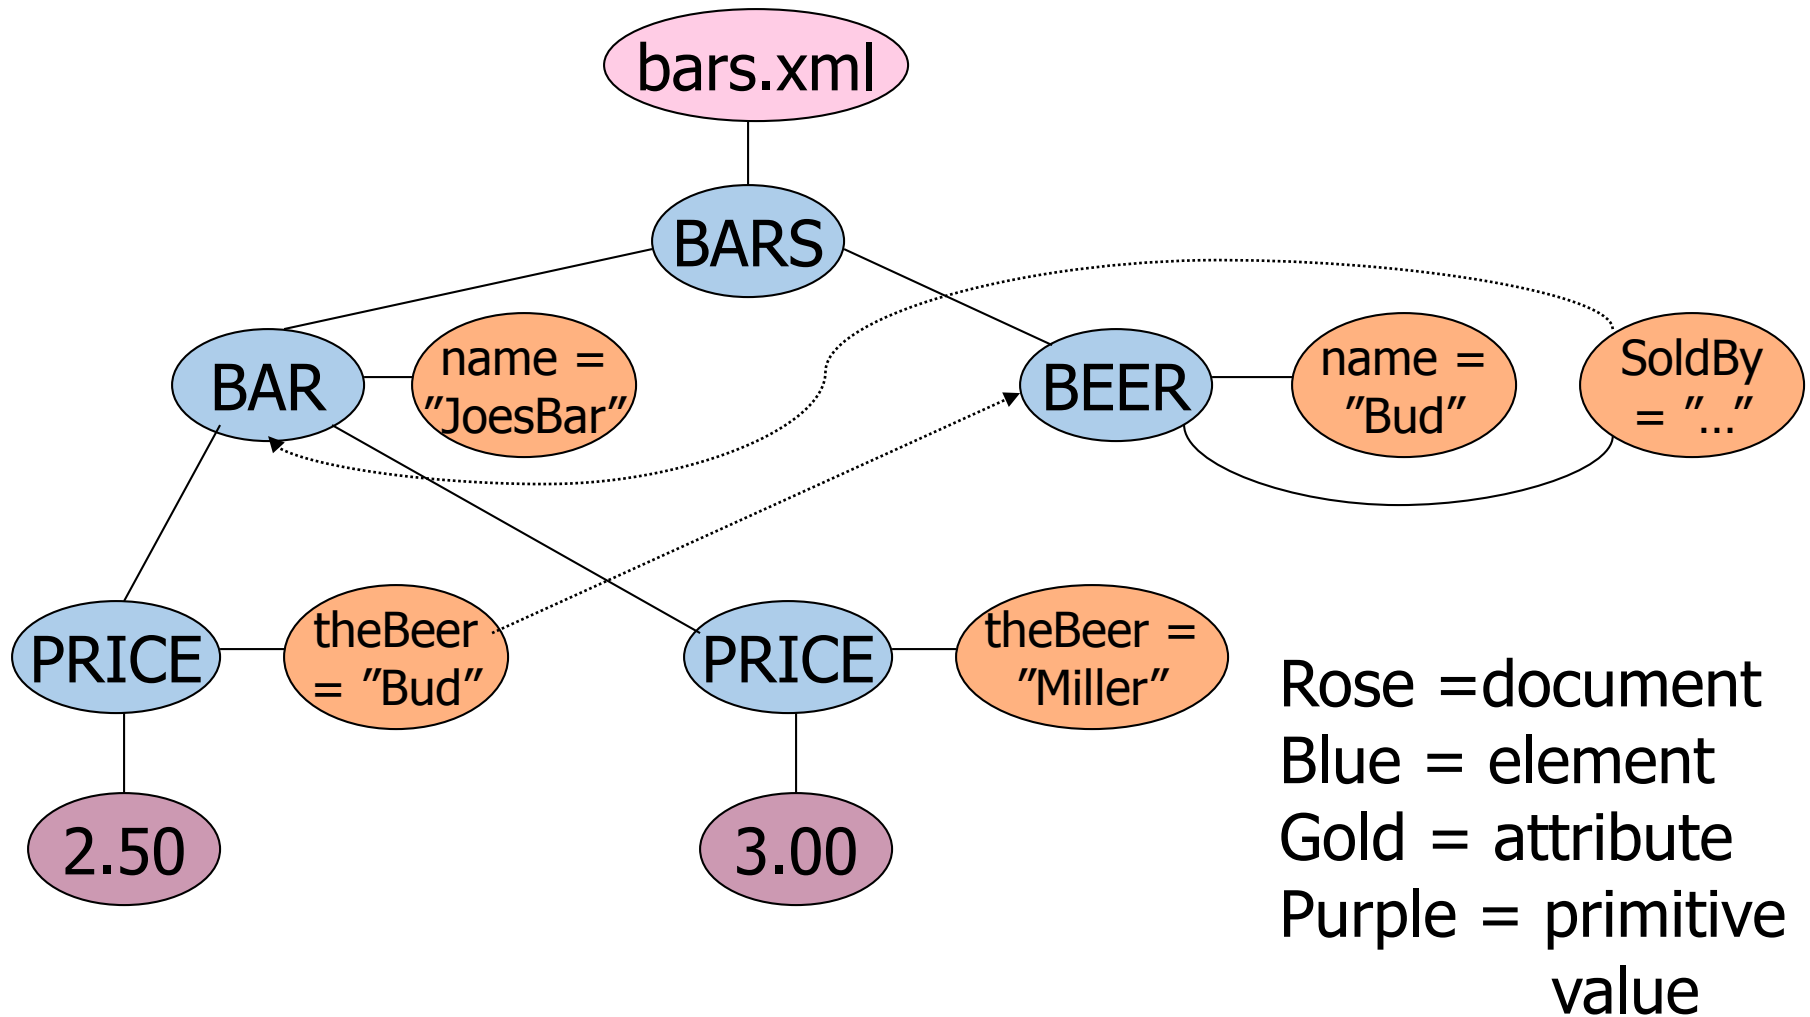 bars.xml
BARS
BAR
name =
”JoesBar”
BEER
name =
”Bud”
SoldBy
= ”…”
PRICE
theBeer
= ”Bud”
PRICE
theBeer =
”Miller”
2.50
3.00
Rose =document
Blue = element
Gold = attribute
Purple = primitive
value